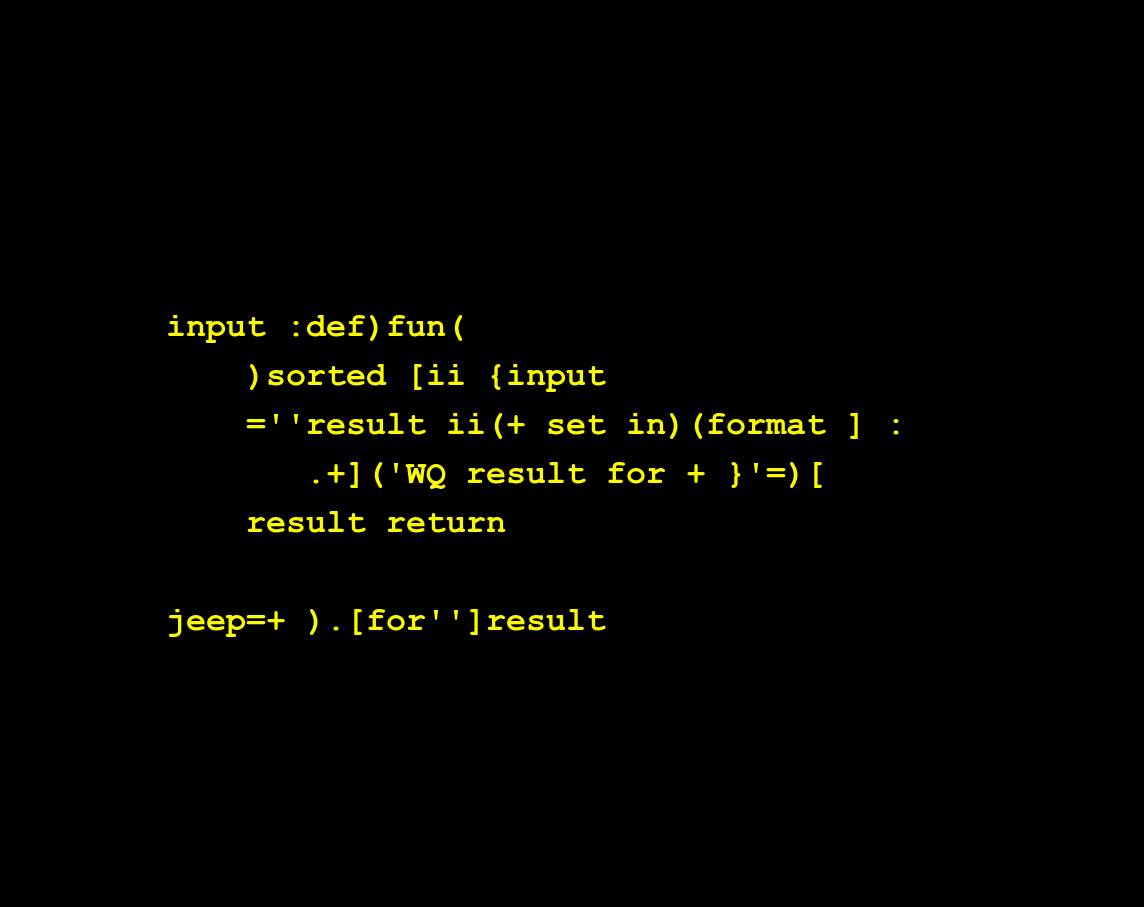 input :def)fun(
    )sorted [ii {input
    =''result ii(+ set in)(format ] :
       .+]('WQ result for + }'=)[
    result return

jeep=+ ).[for'']result